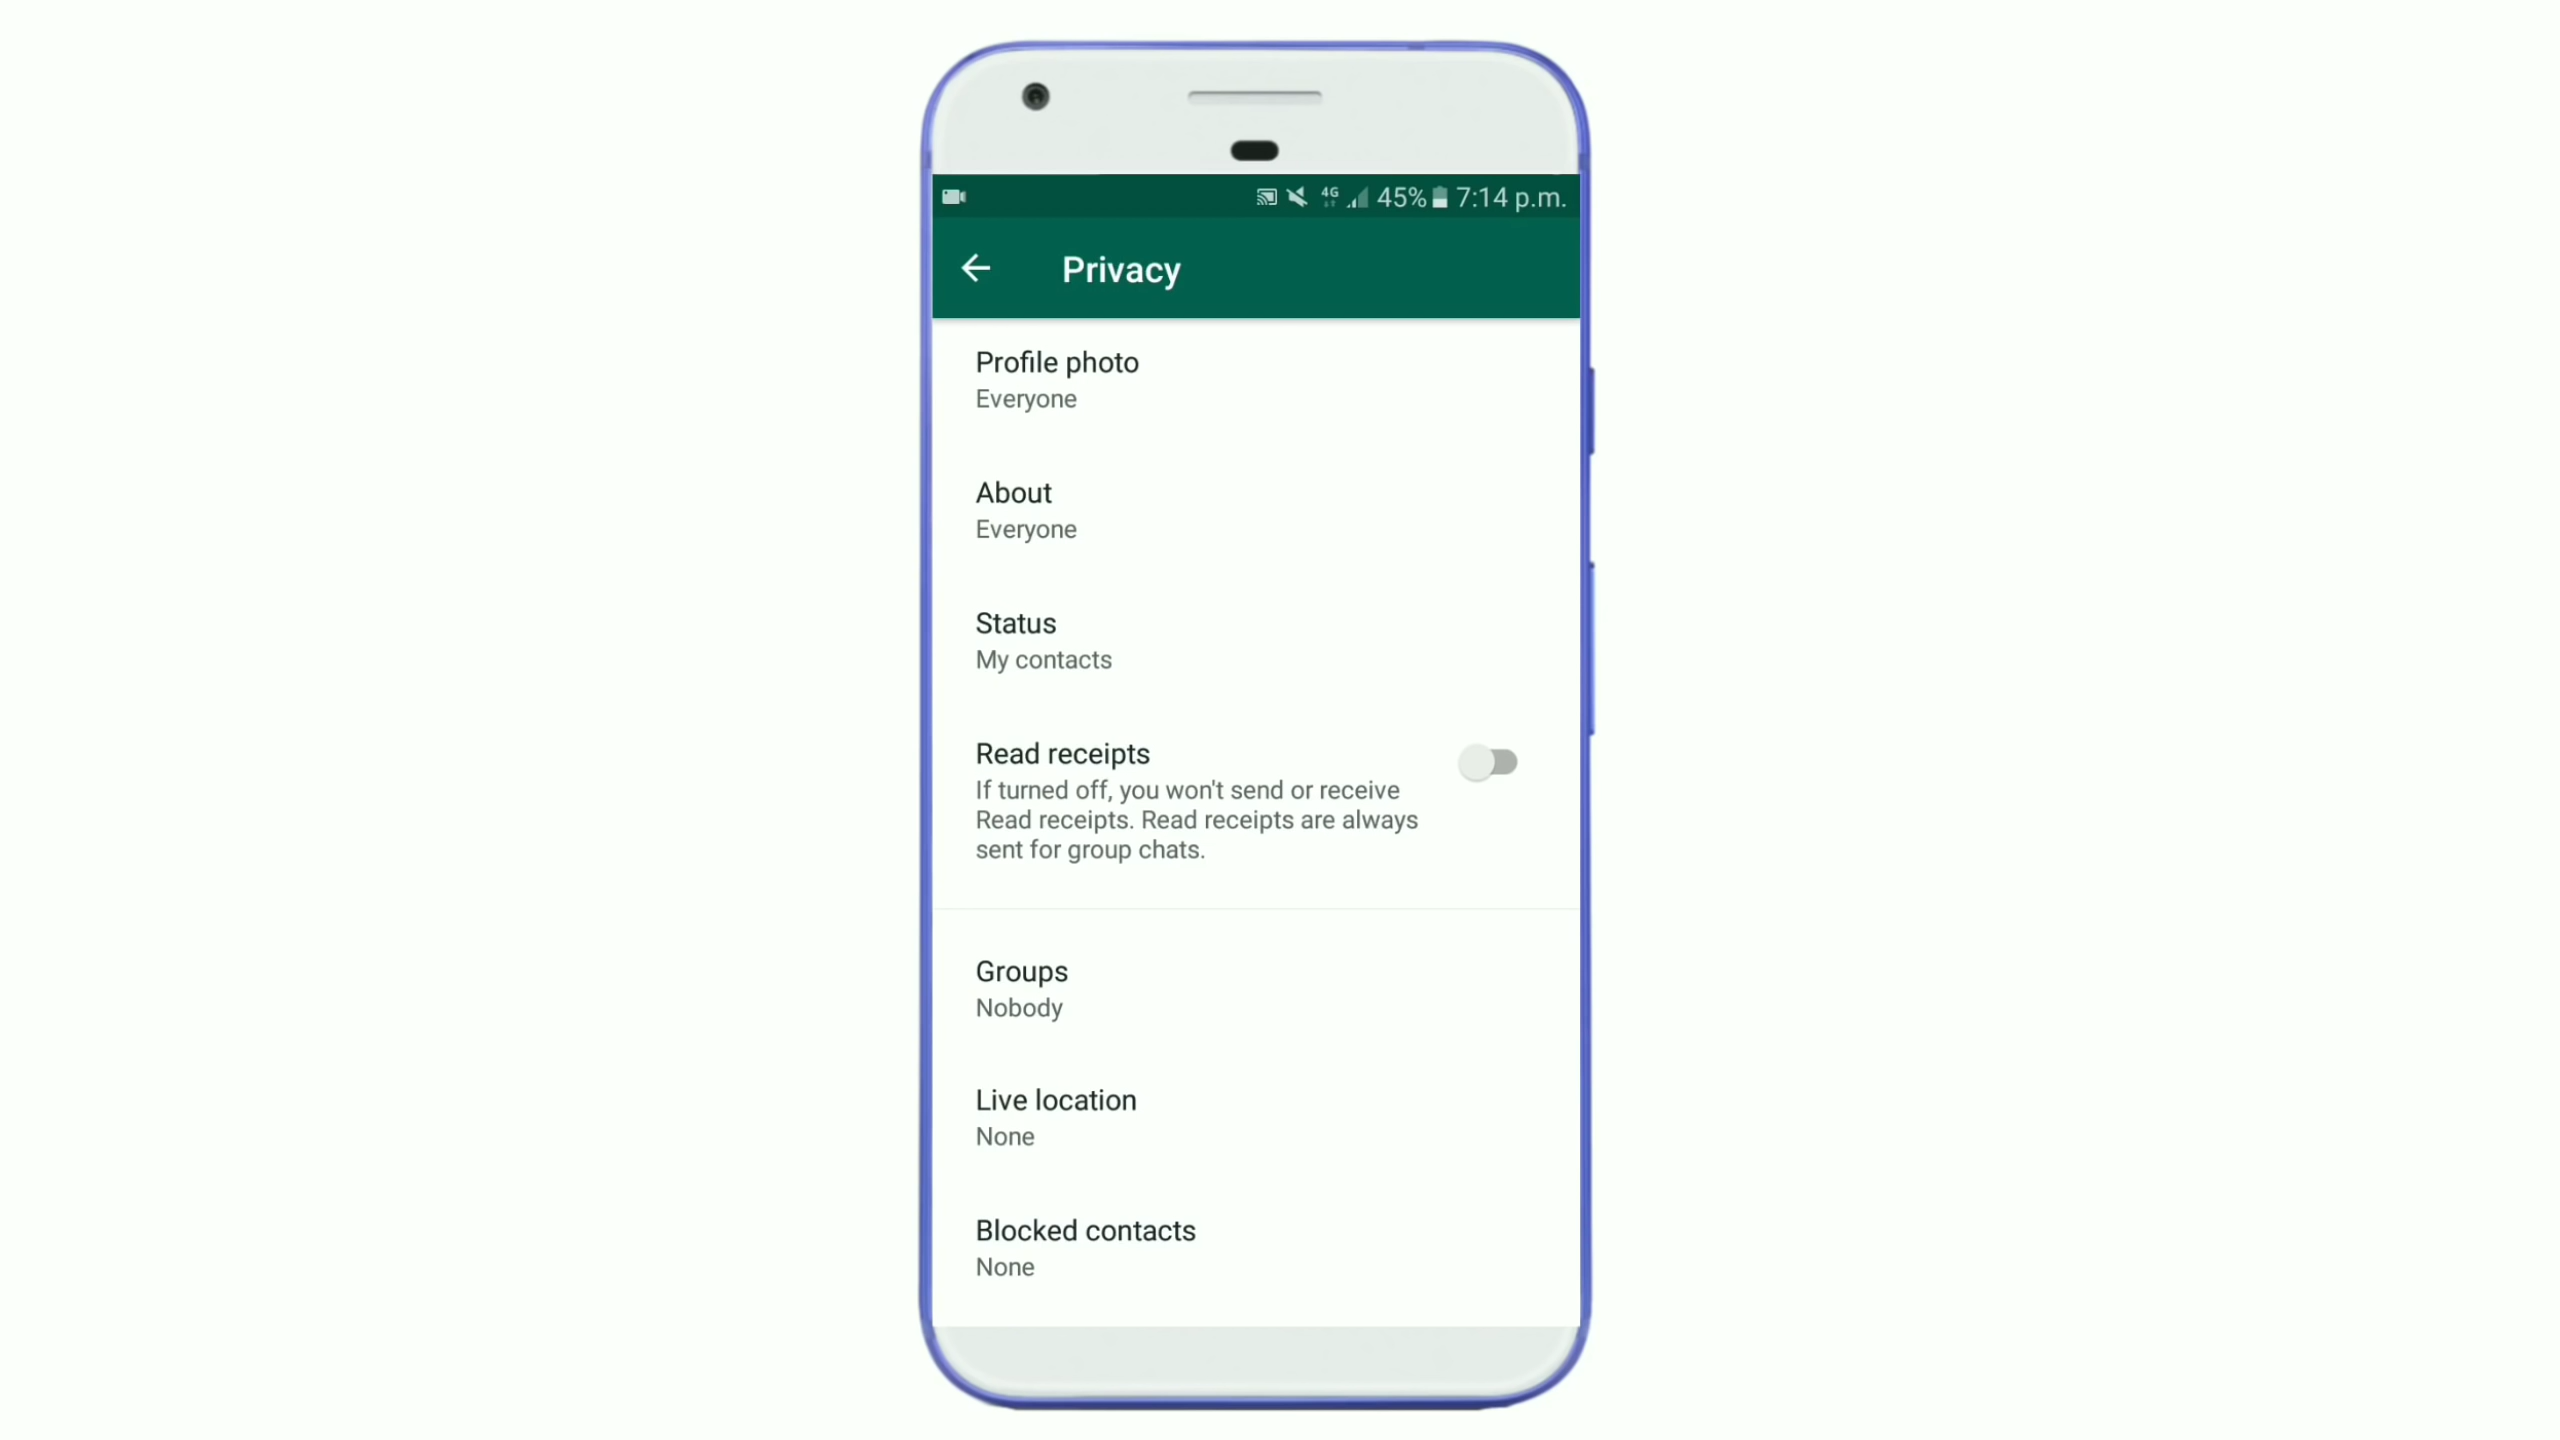 4G 45% 7:14 p.m.
Privacy
Profile photo
Everyone
About
Everyone
Status
My contacts
Read receipts
If turned off, you won't send or receive
Read receipts. Read receipts are always
sent for group chats.
Groups
Nobody
Live location
None
Blocked contacts
None